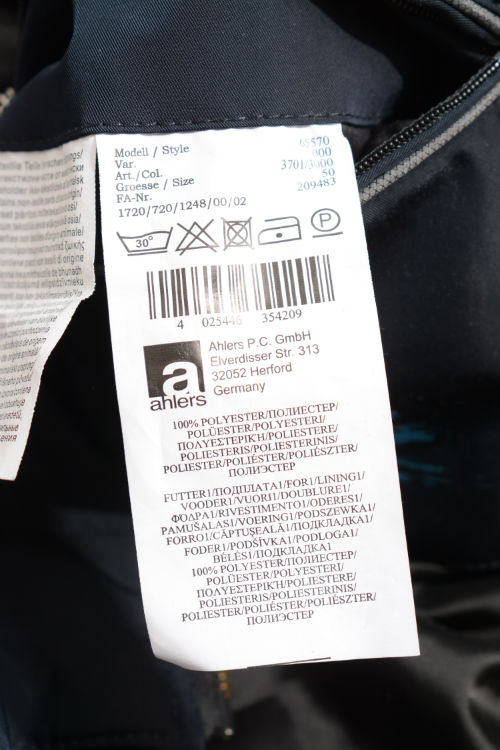 Modell / Style 69570
Var. 000
Art./Col. 3701/3000
Groesse / Size 50
FA-Nr. 209483
1720/720/1248/00/02
30°
P
4 025446 354209
a
ahlers
Ahlers P.C. GmbH
Elverdisser Str. 313
32052 Herford
Germany
100% POLYESTER/ПОЛИЕСТЕР/
POLÜESTER/POLYESTERI/
ΠΟΛΥΕΣΤΕΡΙΚΗ/POLIESTERE/
POLIESTERIS/POLIESTERINIS/
POLIESTER/POLIÉSTER/POLIÉSZTER/
ПОЛИЭСТЕР
FUTTER1/ПОДПЛАТА1/FOR1/LINING1/
VOODER1/VUORI1/DOUBLURE1/
ΦΟΔΡΑ1/RIVESTIMENTO1/ODERES1/
PAMUŠALAS1/VOERING1/PODSZEWKA1/
FORRO1/CĂPTUŞEALĂ1/ПОДКЛАДКА1/
FODER1/PODŠÍVKA1/PODLOGA1/
BÉLÉS1/ПОДКЛАДКА1
100% POLYESTER/ПОЛИЕСТЕР/
POLÜESTER/POLYESTERI/
ΠΟΛΥΕΣΤΕΡΙΚΗ/POLIESTERE/
POLIESTERIS/POLIESTERINIS/
POLIESTER/POLIÉSTER/POLIÉSZTER/
ПОЛИЭСТЕР